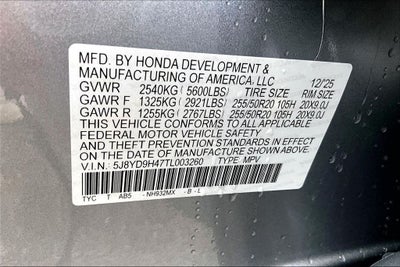 MFD. BY HONDA DEVELOPMENT &
MANUFACTURING OF AMERICA, LLC 12/'25
GVWR 2540KG (5600LBS) TIRE SIZE RIM SIZE
GAWR F 1325KG (2921LBS) 255/50R20 105H 20X9.0J
GAWR R 1255KG (2767LBS) 255/50R20 105H 20X9.0J
THIS VEHICLE CONFORMS TO ALL APPLICABLE
FEDERAL MOTOR VEHICLE SAFETY
AND THEFT PREVENTION STANDARDS IN EFFECT
ON THE DATE OF MANUFACTURE SHOWN ABOVE.
V.I.N.: 5J8YD9H47TL003260 TYPE: MPV
TYC T AB5 - NH932MX - B - L